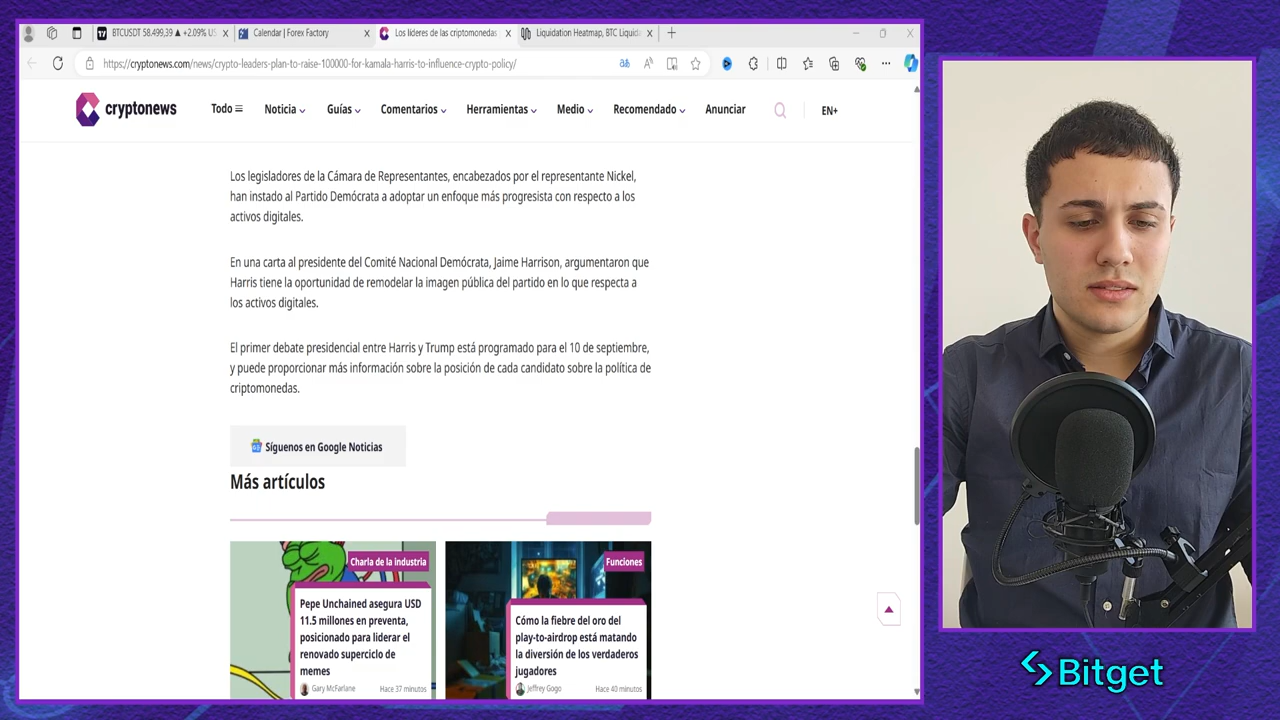 BTCUSDT 58.499,39 ▲ +2.09% US
Calendar | Forex Factory
Los líderes de las criptomonedas
Liquidation Heatmap, BTC Liquida
https://cryptonews.com/news/crypto-leaders-plan-to-raise-100000-for-kamala-harris-to-influence-crypto-policy/
cryptonews
Todo
Noticia
Guías
Comentarios
Herramientas
Medio
Recomendado
Anunciar
EN+
Los legisladores de la Cámara de Representantes, encabezados por el representante Nickel,
han instado al Partido Demócrata a adoptar un enfoque más progresista con respecto a los
activos digitales.
En una carta al presidente del Comité Nacional Demócrata, Jaime Harrison, argumentaron que
Harris tiene la oportunidad de remodelar la imagen pública del partido en lo que respecta a
los activos digitales.
El primer debate presidencial entre Harris y Trump está programado para el 10 de septiembre,
y puede proporcionar más información sobre la posición de cada candidato sobre la política de
criptomonedas.
Síguenos en Google Noticias
Más artículos
Charla de la industria
Pepe Unchained asegura USD
11.5 millones en preventa,
posicionado para liderar el
renovado superciclo de
memes
Gary McFarlane
Hace 37 minutos
Funciones
Cómo la fiebre del oro del
play-to-airdrop está matando
la diversión de los verdaderos
jugadores
Jeffrey Gogo
Hace 40 minutos
Bitget